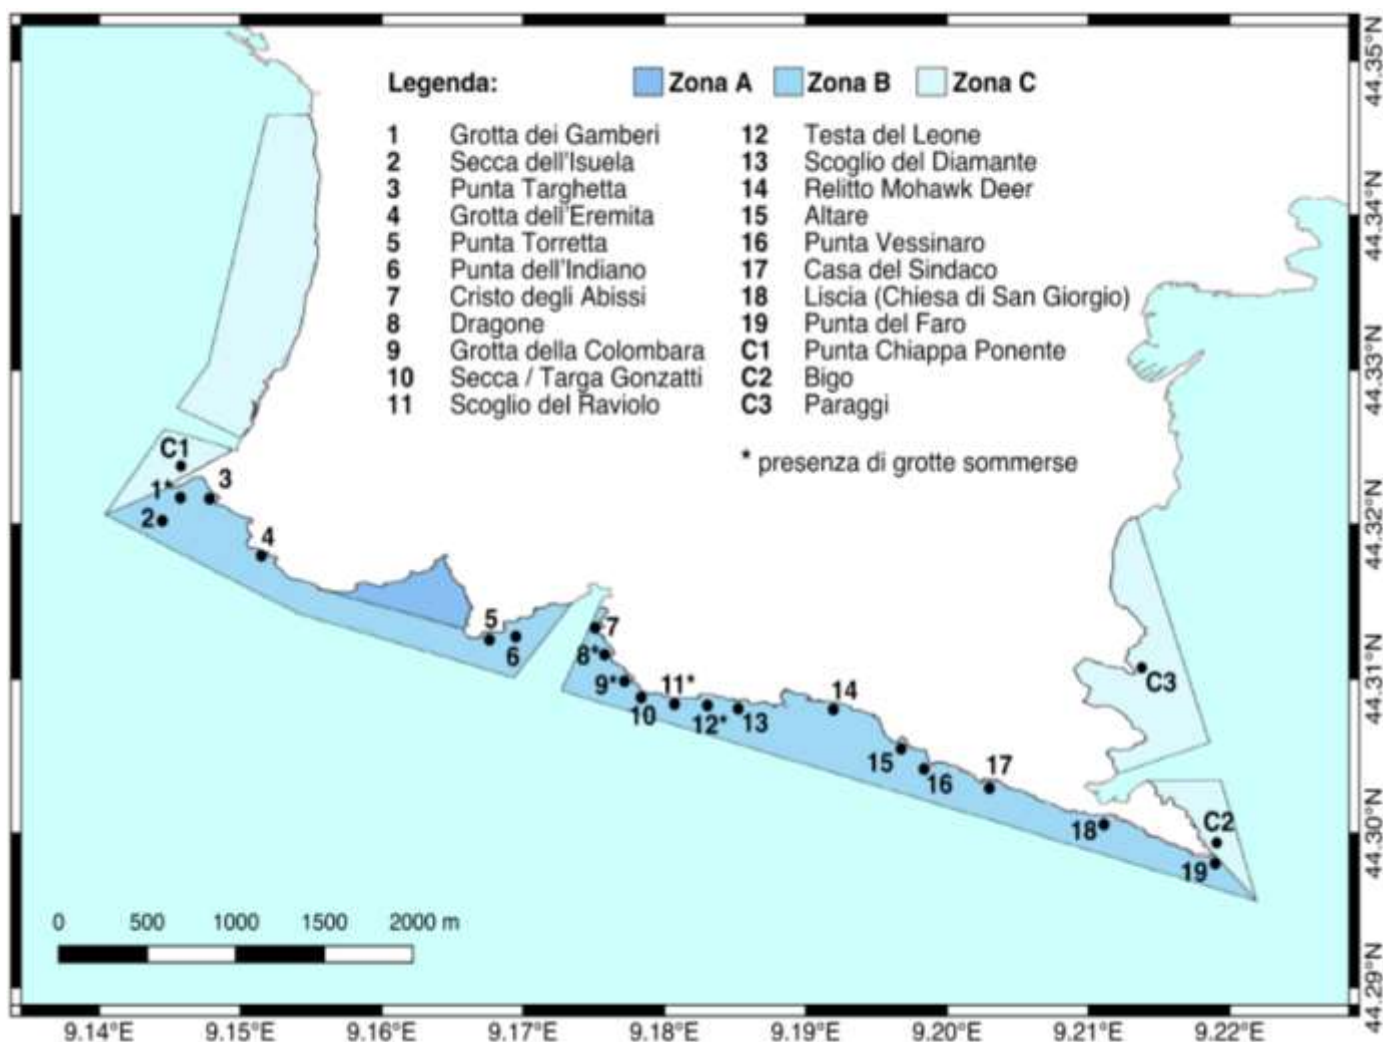 Legenda: Zona A Zona B Zona C
1 Grotta dei Gamberi
2 Secca dell'Isuela
3 Punta Targhetta
4 Grotta dell'Eremita
5 Punta Torretta
6 Punta dell'Indiano
7 Cristo degli Abissi
8 Dragone
9 Grotta della Colombara
10 Secca / Targa Gonzatti
11 Scoglio del Raviolo
12 Testa del Leone
13 Scoglio del Diamante
14 Relitto Mohawk Deer
15 Altare
16 Punta Vessinaro
17 Casa del Sindaco
18 Liscia (Chiesa di San Giorgio)
19 Punta del Faro
C1 Punta Chiappa Ponente
C2 Bigo
C3 Paraggi
* presenza di grotte sommerse
C1
1*
3
2
4
5
6
7
8*
9*
10
11*
12*
13
14
15
16
17
18
19
C2
C3
0 500 1000 1500 2000 m
9.14°E 9.15°E 9.16°E 9.17°E 9.18°E 9.19°E 9.20°E 9.21°E 9.22°E
44.35°N
44.34°N
44.33°N
44.32°N
44.31°N
44.30°N
44.29°N